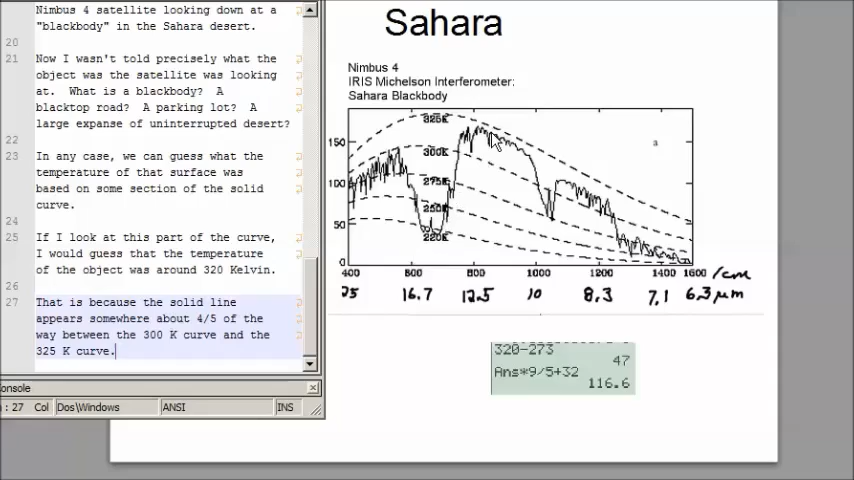 Nimbus 4 satellite looking down at a
"blackbody" in the Sahara desert.
20
21 Now I wasn't told precisely what the
object was the satellite was looking
at. What is a blackbody? A
blacktop road? A parking lot? A
large expanse of uninterrupted desert?
22
23 In any case, we can guess what the
temperature of that surface was
based on some section of the solid
curve.
24
25 If I look at this part of the curve,
I would guess that the temperature
of the object was around 320 Kelvin.
26
27 That is because the solid line
appears somewhere about 4/5 of the
way between the 300 K curve and the
325 K curve.
onsole
: 27 Col Dos\Windows ANSI INS
Sahara
Nimbus 4
IRIS Michelson Interferometer:
Sahara Blackbody
325K
150
300K
a
100
275K
50
250K
220K
0
400 600 800 1000 1200 1400 1600 /cm
25 16.7 12.5 10 8.3 7.1 6.3 μm
320-273
47
Ans*9/5+32
116.6